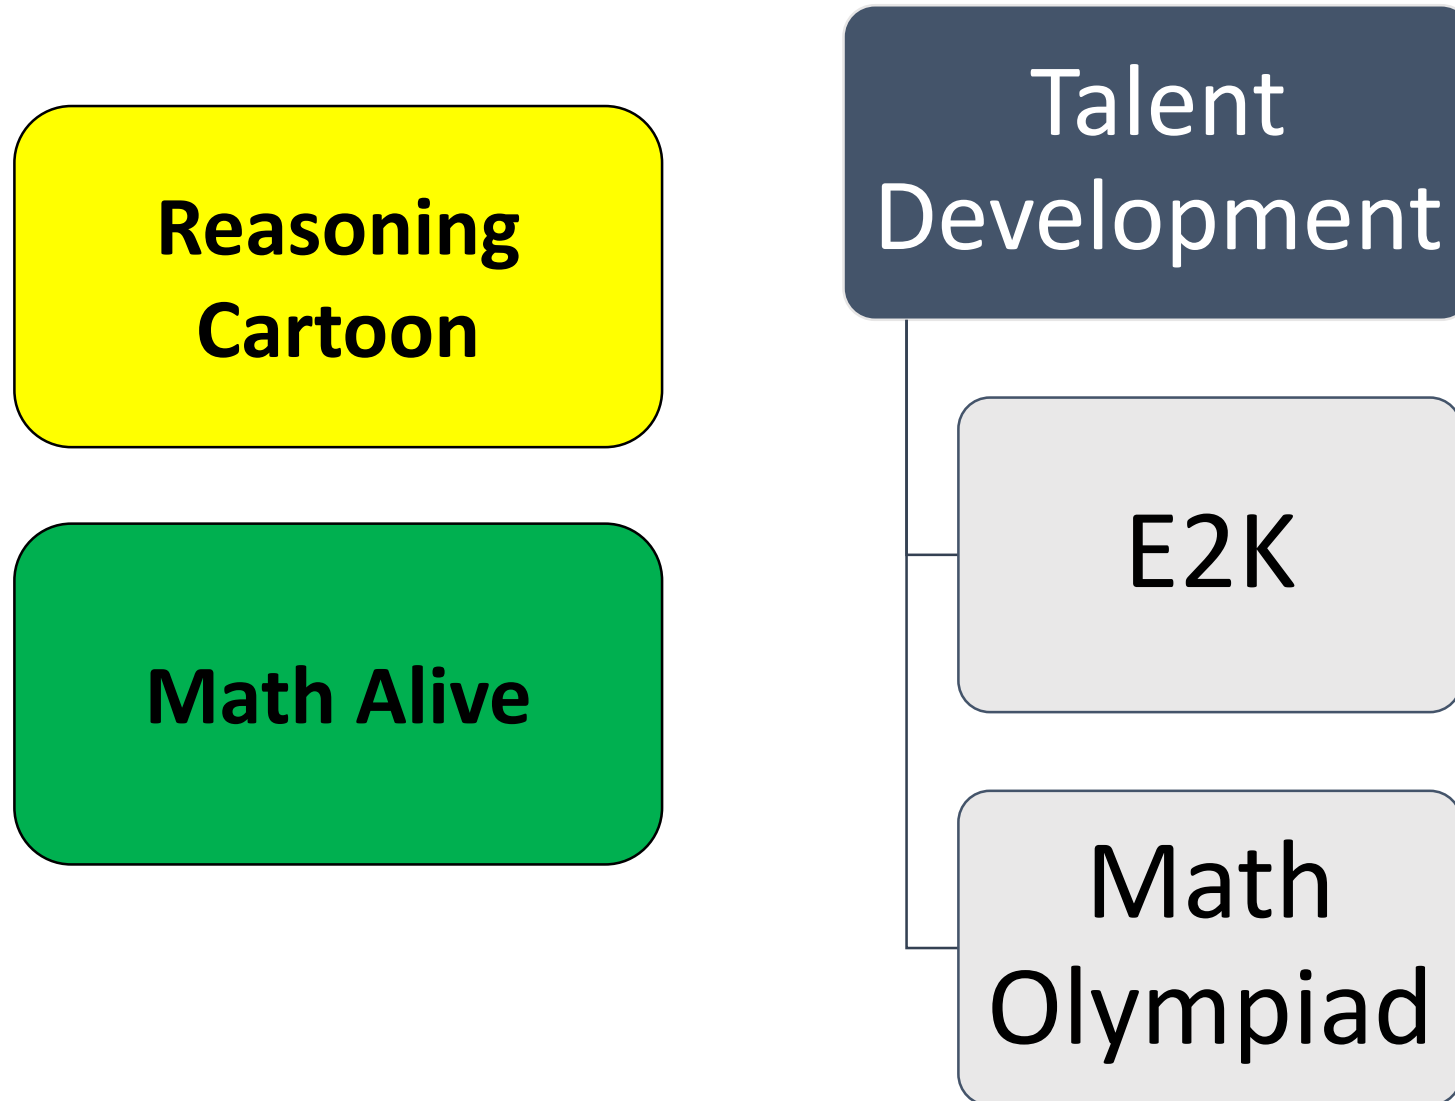 Reasoning
Cartoon
Math Alive
Talent
Development
E2K
Math
Olympiad